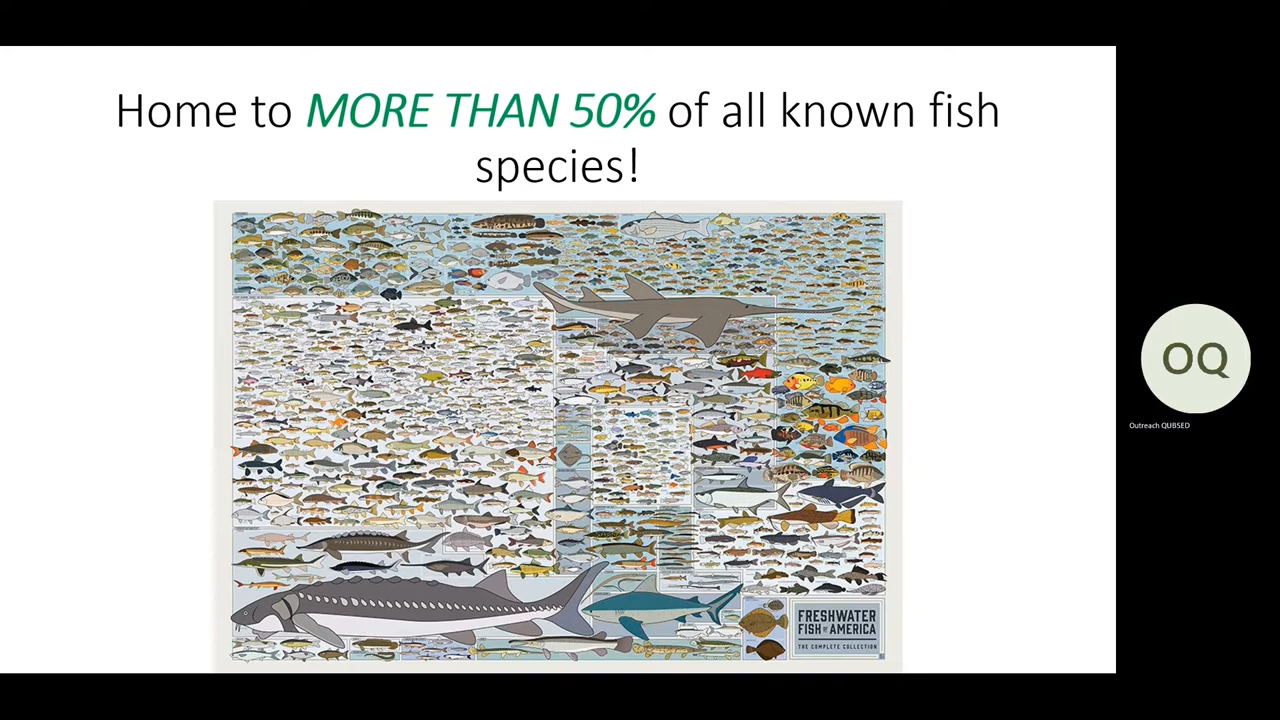 Home to MORE THAN 50% of all known fish
species!
FRESHWATER
FISH OF AMERICA
THE COMPLETE COLLECTION
OQ
Outreach QUBSED